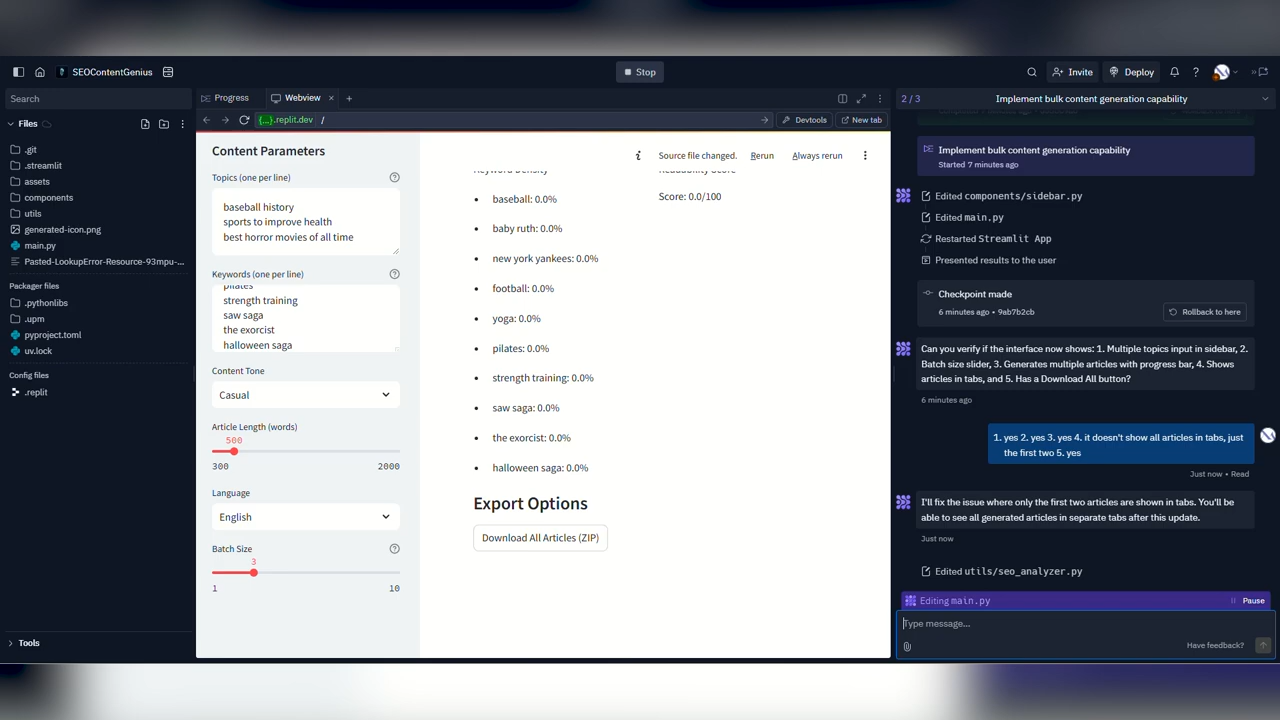 SEOContentGenius
Stop
Invite
Deploy
Search
Progress
Webview
2 / 3
Implement bulk content generation capability
Files
{...}.replit.dev /
Devtools
New tab
.git
.streamlit
assets
components
utils
generated-icon.png
main.py
Pasted-LookupError-Resource-93mpu-...
Packager files
.pythonlibs
.upm
pyproject.toml
uv.lock
Config files
.replit
Tools
Content Parameters
Topics (one per line)
baseball history
sports to improve health
best horror movies of all time
Keywords (one per line)
pilates
strength training
saw saga
the exorcist
halloween saga
Content Tone
Casual
Article Length (words)
500
300
2000
Language
English
Batch Size
3
1
10
Source file changed.
Rerun
Always rerun
Keyword Density
Readability Score
baseball: 0.0%
Score: 0.0/100
baby ruth: 0.0%
new york yankees: 0.0%
football: 0.0%
yoga: 0.0%
pilates: 0.0%
strength training: 0.0%
saw saga: 0.0%
the exorcist: 0.0%
halloween saga: 0.0%
Export Options
Download All Articles (ZIP)
Implement bulk content generation capability
Started 7 minutes ago
Edited components/sidebar.py
Edited main.py
Restarted Streamlit App
Presented results to the user
Checkpoint made
6 minutes ago • 9ab7b2cb
Rollback to here
Can you verify if the interface now shows: 1. Multiple topics input in sidebar, 2.
Batch size slider, 3. Generates multiple articles with progress bar, 4. Shows
articles in tabs, and 5. Has a Download All button?
6 minutes ago
1. yes 2. yes 3. yes 4. it doesn't show all articles in tabs, just
the first two 5. yes
Just now • Read
I'll fix the issue where only the first two articles are shown in tabs. You'll be
able to see all generated articles in separate tabs after this update.
Just now
Edited utils/seo_analyzer.py
Editing main.py
Pause
Type message...
Have feedback?